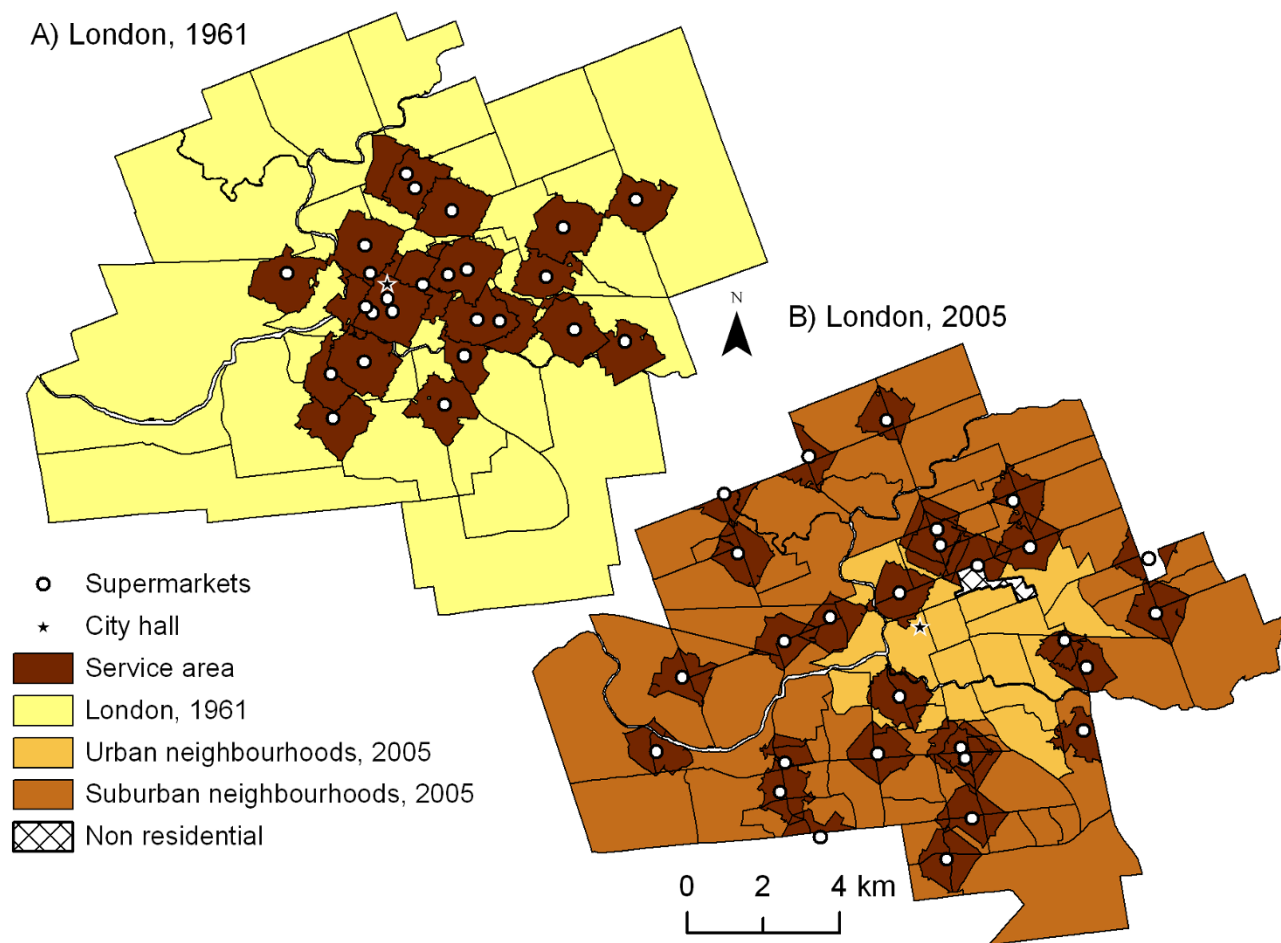 A) London, 1961
N
B) London, 2005
Supermarkets
City hall
Service area
London, 1961
Urban neighbourhoods, 2005
Suburban neighbourhoods, 2005
Non residential
0 2 4 km